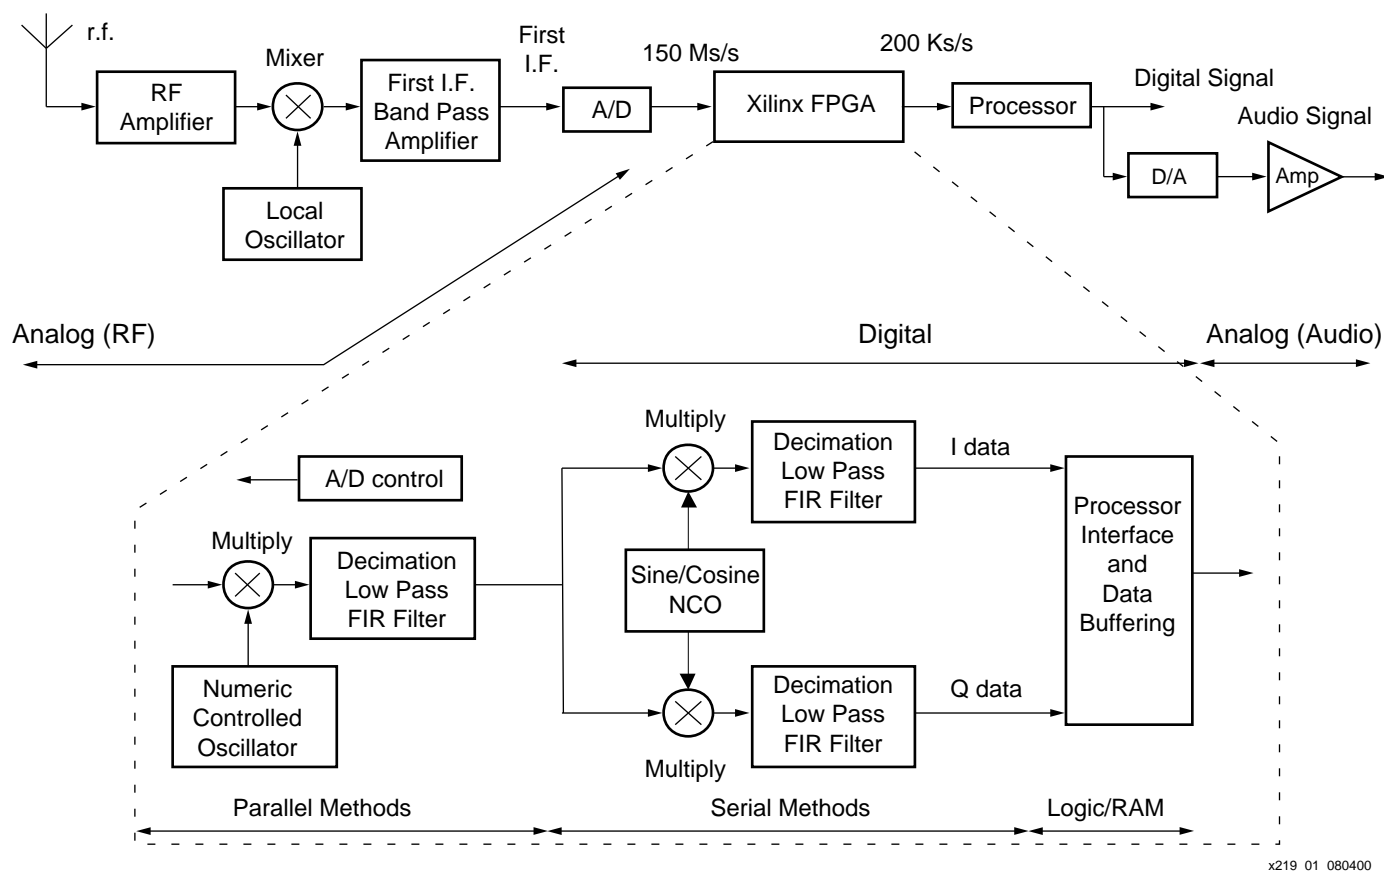 r.f.
Mixer
First
I.F.
150 Ms/s
200 Ks/s
RF
Amplifier
First I.F.
Band Pass
Amplifier
A/D
Xilinx FPGA
Processor
Digital Signal
Audio Signal
D/A
Amp
Local
Oscillator
Analog (RF)
Digital
Analog (Audio)
A/D control
Multiply
Decimation
Low Pass
FIR Filter
Numeric
Controlled
Oscillator
Multiply
Decimation
Low Pass
FIR Filter
I data
Sine/Cosine
NCO
Multiply
Decimation
Low Pass
FIR Filter
Q data
Processor
Interface
and
Data
Buffering
Parallel Methods
Serial Methods
Logic/RAM
x219_01_080400